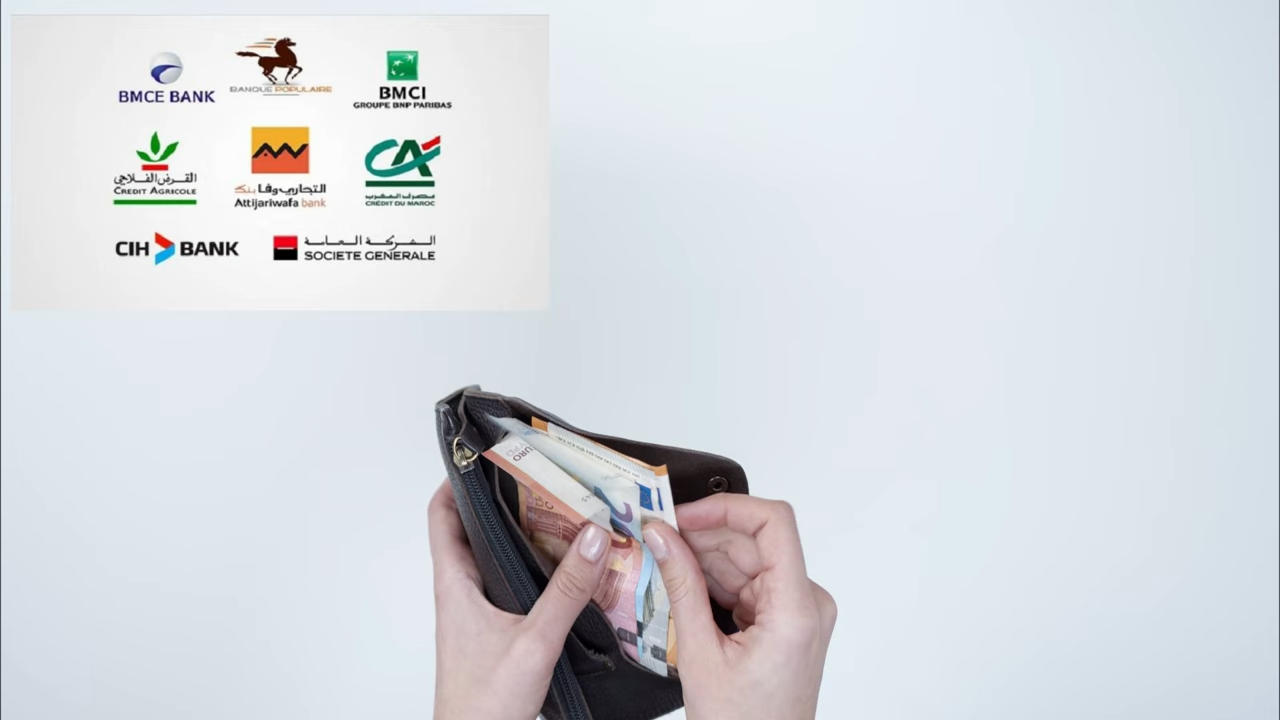 BMCE BANK
BANQUE POPULAIRE
BMCI
GROUPE BNP PARIBAS
القرض الفلاحي
CREDIT AGRICOLE
التجاري وفا بنك
Attijariwafa bank
مصرف المغرب
CRÉDIT DU MAROC
CIH BANK
الشركة العامة
SOCIETE GENERALE
EURO